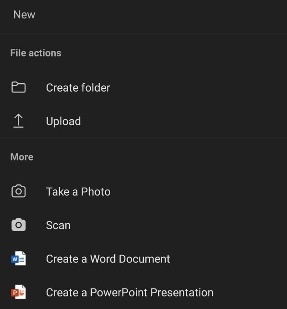 New
File actions
Create folder
Upload
More
Take a Photo
Scan
Create a Word Document
Create a PowerPoint Presentation